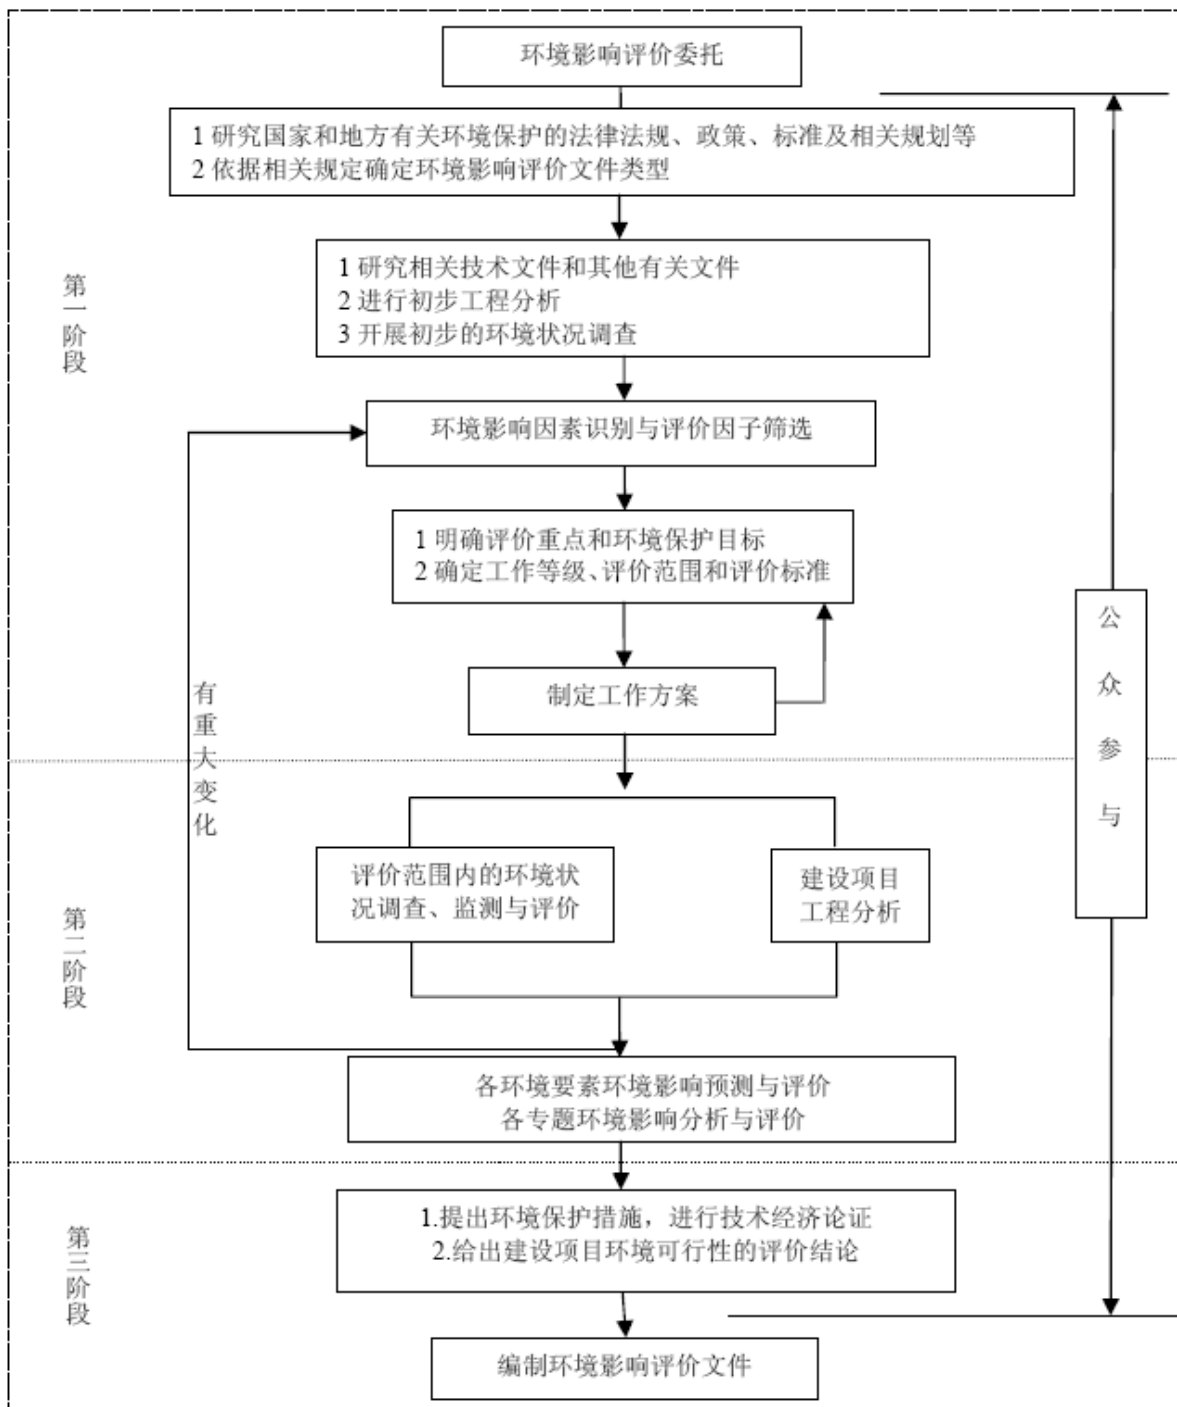 环境影响评价委托
1 研究国家和地方有关环境保护的法律法规、政策、标准及相关规划等
2 依据相关规定确定环境影响评价文件类型
第一阶段
1 研究相关技术文件和其他有关文件
2 进行初步工程分析
3 开展初步的环境状况调查
环境影响因素识别与评价因子筛选
1 明确评价重点和环境保护目标
2 确定工作等级、评价范围和评价标准
公众参与
制定工作方案
有重大变化
第二阶段
评价范围内的环境状
况调查、监测与评价
建设项目
工程分析
各环境要素环境影响预测与评价
各专题环境影响分析与评价
第三阶段
1.提出环境保护措施，进行技术经济论证
2.给出建设项目环境可行性的评价结论
编制环境影响评价文件